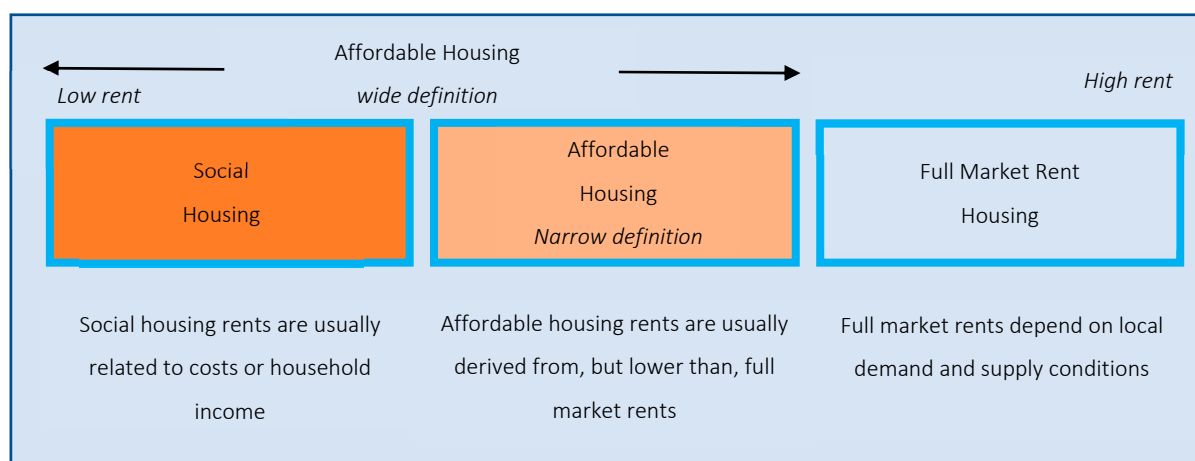 Affordable Housing
Low rent
wide definition
High rent
Social
Housing
Affordable
Housing
Narrow definition
Full Market Rent
Housing
Social housing rents are usually
related to costs or household
income
Affordable housing rents are usually
derived from, but lower than, full
market rents
Full market rents depend on local
demand and supply conditions